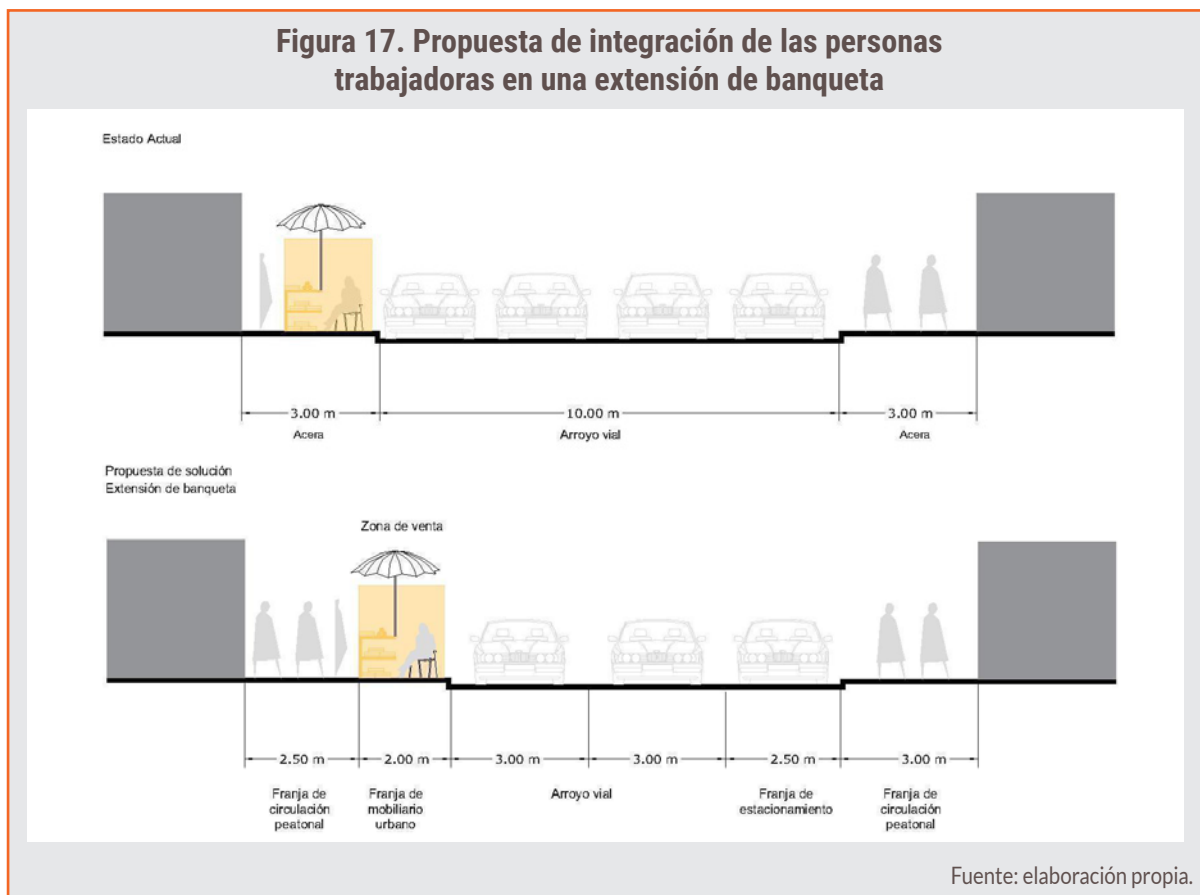 Figura 17. Propuesta de integración de las personas
trabajadoras en una extensión de banqueta
Estado Actual
3.00 m
10.00 m
3.00 m
Acera
Arroyo vial
Acera
Propuesta de solución
Extensión de banqueta
Zona de venta
2.50 m
2.00 m
3.00 m
3.00 m
2.50 m
3.00 m
Franja de
circulación
peatonal
Franja de
mobiliario
urbano
Arroyo vial
Franja de
estacionamiento
Franja de
circulación
peatonal
Fuente: elaboración propia.